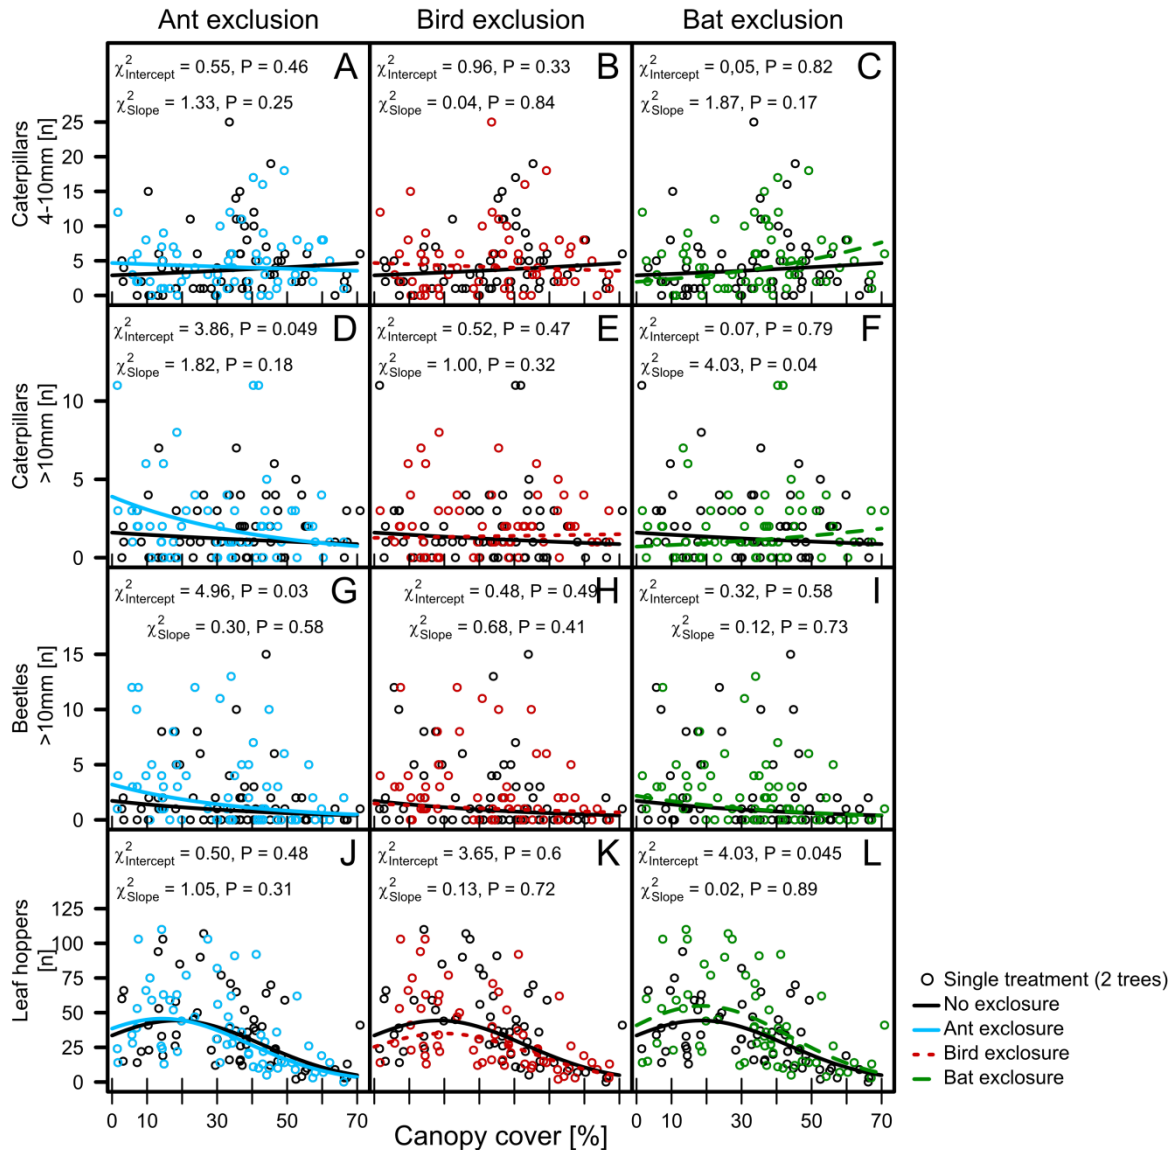 Ant exclusion Bird exclusion Bat exclusion
χ²Intercept = 0.55, P = 0.46 A
χ²Slope = 1.33, P = 0.25
χ²Intercept = 0.96, P = 0.33 B
χ²Slope = 0.04, P = 0.84
χ²Intercept = 0,05, P = 0.82 C
χ²Slope = 1.87, P = 0.17
Caterpillars
4-10mm [n]
25
20
15
10
5
0
χ²Intercept = 3.86, P = 0.049 D
χ²Slope = 1.82, P = 0.18
χ²Intercept = 0.52, P = 0.47 E
χ²Slope = 1.00, P = 0.32
χ²Intercept = 0.07, P = 0.79 F
χ²Slope = 4.03, P = 0.04
Caterpillars
>10mm [n]
10
5
0
χ²Intercept = 4.96, P = 0.03 G
χ²Slope = 0.30, P = 0.58
χ²Intercept = 0.48, P = 0.49 H
χ²Slope = 0.68, P = 0.41
χ²Intercept = 0.32, P = 0.58 I
χ²Slope = 0.12, P = 0.73
Beetles
>10mm [n]
15
10
5
0
χ²Intercept = 0.50, P = 0.48 J
χ²Slope = 1.05, P = 0.31
χ²Intercept = 3.65, P = 0.6 K
χ²Slope = 0.13, P = 0.72
χ²Intercept = 4.03, P = 0.045 L
χ²Slope = 0.02, P = 0.89
Leaf hoppers
[n]
125
100
75
50
25
0
0 10 30 50 70 0 10 30 50 70
Canopy cover [%]
Single treatment (2 trees)
No exclosure
Ant exclosure
Bird exclosure
Bat exclosure